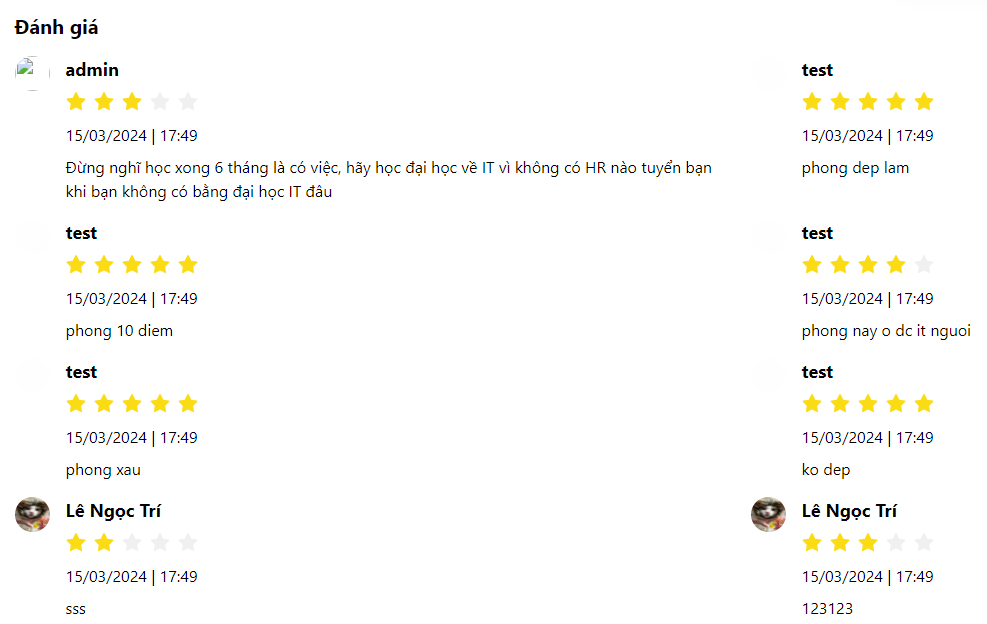 Đánh giá
admin
15/03/2024 | 17:49
Đừng nghĩ học xong 6 tháng là có việc, hãy học đại học về IT vì không có HR nào tuyển bạn
khi bạn không có bằng đại học IT đâu
test
15/03/2024 | 17:49
phong dep lam
test
15/03/2024 | 17:49
phong 10 diem
test
15/03/2024 | 17:49
phong nay o dc it nguoi
test
15/03/2024 | 17:49
phong xau
test
15/03/2024 | 17:49
ko dep
Lê Ngọc Trí
15/03/2024 | 17:49
sss
Lê Ngọc Trí
15/03/2024 | 17:49
123123